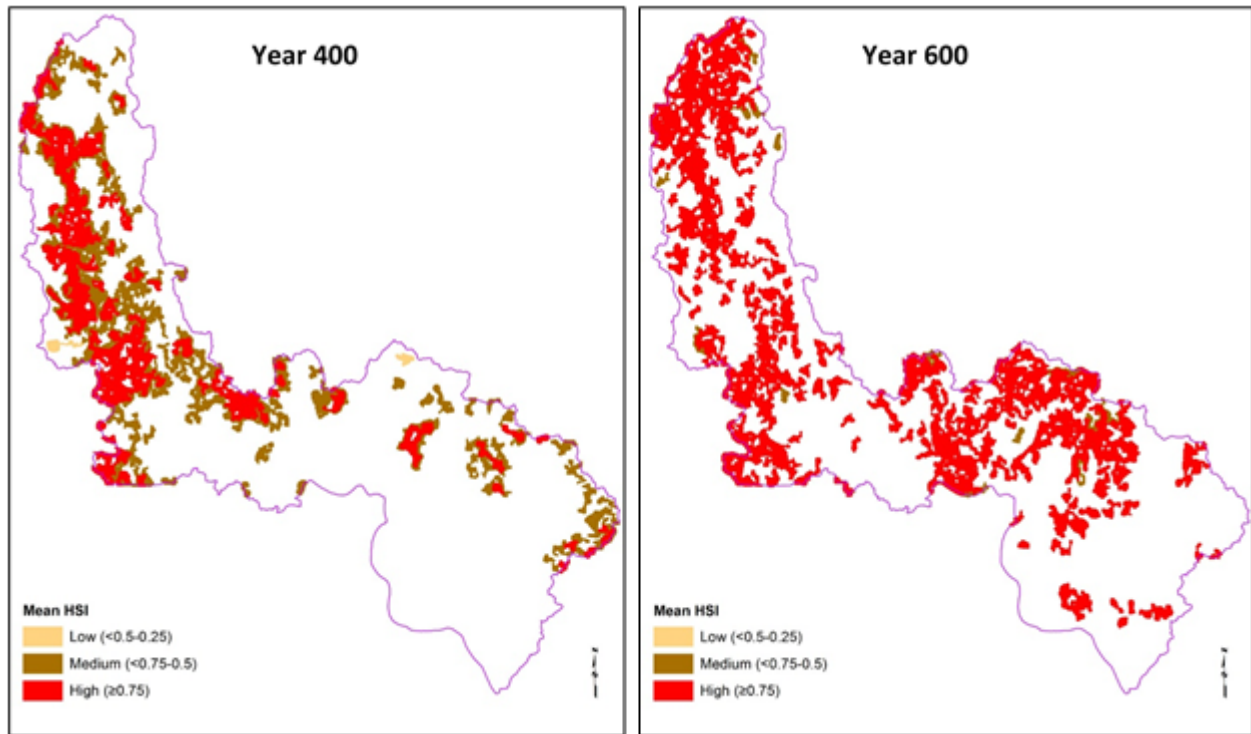 Year 400
Mean HSI
Low (<0.5-0.25)
Medium (<0.75-0.5)
High (≥0.75)
Year 600
Mean HSI
Low (<0.5-0.25)
Medium (<0.75-0.5)
High (≥0.75)